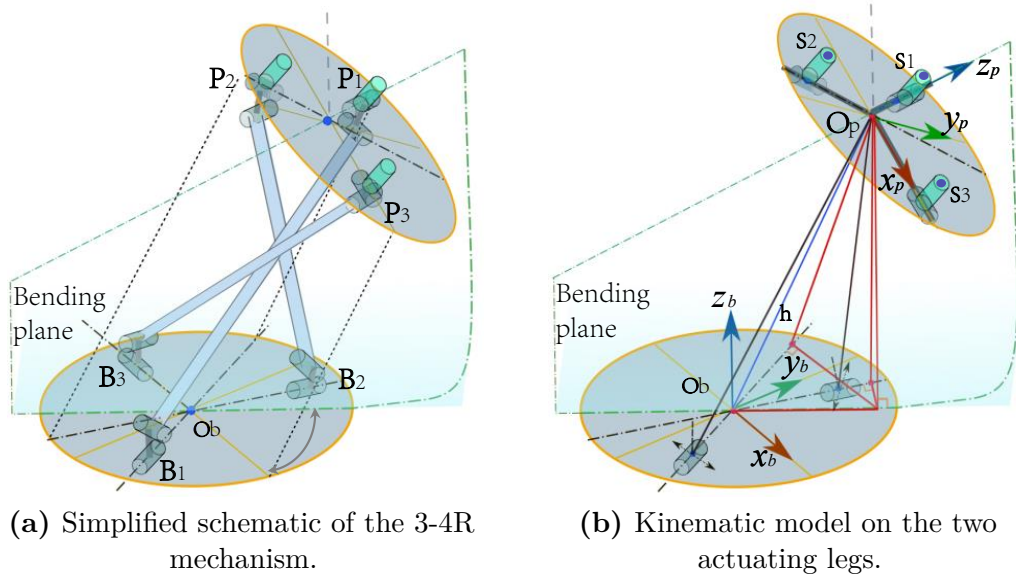 P2
P1
P3
Bending
plane
B3
B2
Ob
B1
S2
S1
zp
Op
yp
xp
S3
Bending
plane
zb
h
Ob
yb
xb
(a) Simplified schematic of the 3-4R
mechanism.
(b) Kinematic model on the two
actuating legs.